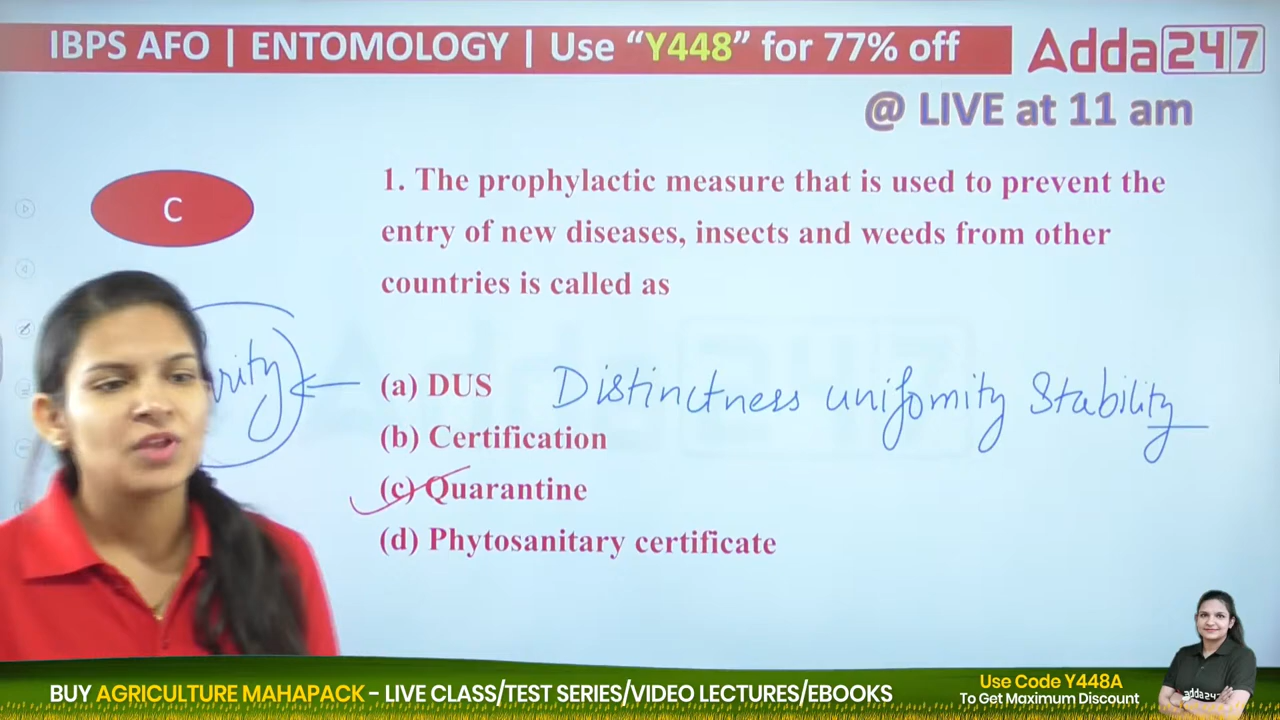 IBPS AFO | ENTOMOLOGY | Use “Y448” for 77% off
Adda247
@ LIVE at 11 am
C
1. The prophylactic measure that is used to prevent the
entry of new diseases, insects and weeds from other
countries is called as
(a) DUS Distinctness uniformity Stability
(b) Certification
(c) Quarantine
(d) Phytosanitary certificate
BUY AGRICULTURE MAHAPACK – LIVE CLASS/TEST SERIES/VIDEO LECTURES/EBOOKS
Use Code Y448A
To Get Maximum Discount
adda247